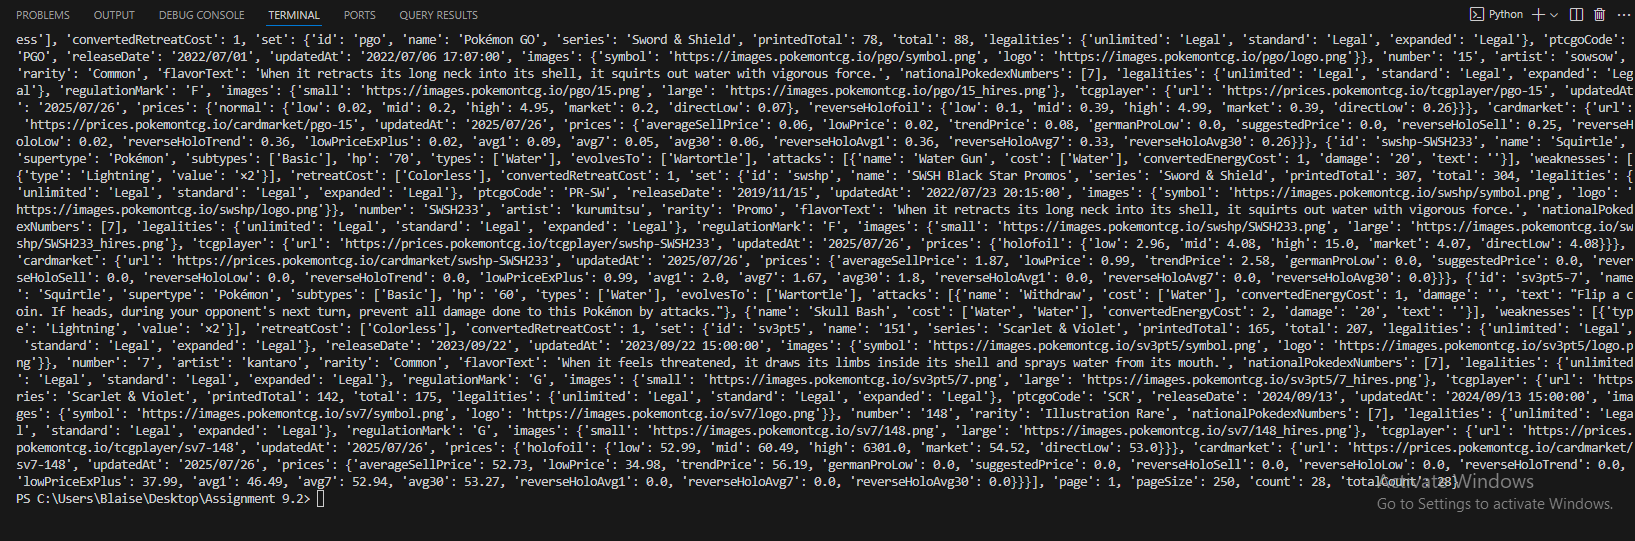 PROBLEMS OUTPUT DEBUG CONSOLE TERMINAL PORTS QUERY RESULTS Python
ess'], 'convertedRetreatCost': 1, 'set': {'id': 'pgo', 'name': 'Pokémon GO', 'series': 'Sword & Shield', 'printedTotal': 78, 'total': 88, 'legalities': {'unlimited': 'Legal', 'standard': 'Legal', 'expanded': 'Legal'}, 'ptcgoCode':
'PGO', 'releaseDate': '2022/07/01', 'updatedAt': '2022/07/06 17:07:00', 'images': {'symbol': 'https://images.pokemontcg.io/pgo/symbol.png', 'logo': 'https://images.pokemontcg.io/pgo/logo.png'}}, 'number': '15', 'artist': 'sowsow',
'rarity': 'Common', 'flavorText': 'When it retracts its long neck into its shell, it squirts out water with vigorous force.', 'nationalPokedexNumbers': [7], 'legalities': {'unlimited': 'Legal', 'standard': 'Legal', 'expanded': 'Leg
al'}, 'regulationMark': 'F', 'images': {'small': 'https://images.pokemontcg.io/pgo/15.png', 'large': 'https://images.pokemontcg.io/pgo/15_hires.png'}, 'tcgplayer': {'url': 'https://prices.pokemontcg.io/tcgplayer/pgo-15', 'updatedAt
': '2025/07/26', 'prices': {'normal': {'low': 0.02, 'mid': 0.2, 'high': 4.95, 'market': 0.2, 'directLow': 0.07}, 'reverseHolofoil': {'low': 0.1, 'mid': 0.39, 'high': 4.99, 'market': 0.39, 'directLow': 0.26}}}, 'cardmarket': {'url':
'https://prices.pokemontcg.io/cardmarket/pgo-15', 'updatedAt': '2025/07/26', 'prices': {'averageSellPrice': 0.06, 'lowPrice': 0.02, 'trendPrice': 0.08, 'germanProLow': 0.0, 'suggestedPrice': 0.0, 'reverseHoloSell': 0.25, 'reverseH
oloLow': 0.02, 'reverseHoloTrend': 0.36, 'lowPriceExPlus': 0.02, 'avg1': 0.09, 'avg7': 0.05, 'avg30': 0.06, 'reverseHoloAvg1': 0.36, 'reverseHoloAvg7': 0.33, 'reverseHoloAvg30': 0.26}}}, {'id': 'swshp-SWSH233', 'name': 'Squirtle',
'supertype': 'Pokémon', 'subtypes': ['Basic'], 'hp': '70', 'types': ['Water'], 'evolvesTo': ['Wartortle'], 'attacks': [{'name': 'Water Gun', 'cost': ['Water'], 'convertedEnergyCost': 1, 'damage': '20', 'text': ''}], 'weaknesses': [
{'type': 'Lightning', 'value': '×2'}], 'retreatCost': ['Colorless'], 'convertedRetreatCost': 1, 'set': {'id': 'swshp', 'name': 'SWSH Black Star Promos', 'series': 'Sword & Shield', 'printedTotal': 307, 'total': 304, 'legalities': {
'unlimited': 'Legal', 'standard': 'Legal', 'expanded': 'Legal'}, 'ptcgoCode': 'PR-SW', 'releaseDate': '2019/11/15', 'updatedAt': '2022/07/23 20:15:00', 'images': {'symbol': 'https://images.pokemontcg.io/swshp/symbol.png', 'logo': '
https://images.pokemontcg.io/swshp/logo.png'}}, 'number': 'SWSH233', 'artist': 'kurumitsu', 'rarity': 'Promo', 'flavorText': 'When it retracts its long neck into its shell, it squirts out water with vigorous force.', 'nationalPoked
exNumbers': [7], 'legalities': {'unlimited': 'Legal', 'standard': 'Legal', 'expanded': 'Legal'}, 'regulationMark': 'F', 'images': {'small': 'https://images.pokemontcg.io/swshp/SWSH233.png', 'large': 'https://images.pokemontcg.io/sw
shp/SWSH233_hires.png'}, 'tcgplayer': {'url': 'https://prices.pokemontcg.io/tcgplayer/swshp-SWSH233', 'updatedAt': '2025/07/26', 'prices': {'holofoil': {'low': 2.96, 'mid': 4.08, 'high': 15.0, 'market': 4.07, 'directLow': 4.08}}},
'cardmarket': {'url': 'https://prices.pokemontcg.io/cardmarket/swshp-SWSH233', 'updatedAt': '2025/07/26', 'prices': {'averageSellPrice': 1.87, 'lowPrice': 0.99, 'trendPrice': 2.58, 'germanProLow': 0.0, 'suggestedPrice': 0.0, 'rever
seHoloSell': 0.0, 'reverseHoloLow': 0.0, 'reverseHoloTrend': 0.0, 'lowPriceExPlus': 0.99, 'avg1': 2.0, 'avg7': 1.67, 'avg30': 1.8, 'reverseHoloAvg1': 0.0, 'reverseHoloAvg7': 0.0, 'reverseHoloAvg30': 0.0}}}, {'id': 'sv3pt5-7', 'name
': 'Squirtle', 'supertype': 'Pokémon', 'subtypes': ['Basic'], 'hp': '60', 'types': ['Water'], 'evolvesTo': ['Wartortle'], 'attacks': [{'name': 'Withdraw', 'cost': ['Water'], 'convertedEnergyCost': 1, 'damage': '', 'text': "Flip a c
oin. If heads, during your opponent's next turn, prevent all damage done to this Pokémon by attacks."}, {'name': 'Skull Bash', 'cost': ['Water', 'Water'], 'convertedEnergyCost': 2, 'damage': '20', 'text': ''}], 'weaknesses': [{'typ
e': 'Lightning', 'value': '×2'}], 'retreatCost': ['Colorless'], 'convertedRetreatCost': 1, 'set': {'id': 'sv3pt5', 'name': '151', 'series': 'Scarlet & Violet', 'printedTotal': 165, 'total': 207, 'legalities': {'unlimited': 'Legal',
'standard': 'Legal', 'expanded': 'Legal'}, 'releaseDate': '2023/09/22', 'updatedAt': '2023/09/22 15:00:00', 'images': {'symbol': 'https://images.pokemontcg.io/sv3pt5/symbol.png', 'logo': 'https://images.pokemontcg.io/sv3pt5/logo.p
ng'}}, 'number': '7', 'artist': 'kantaro', 'rarity': 'Common', 'flavorText': 'When it feels threatened, it draws its limbs inside its shell and sprays water from its mouth.', 'nationalPokedexNumbers': [7], 'legalities': {'unlimited
': 'Legal', 'standard': 'Legal', 'expanded': 'Legal'}, 'regulationMark': 'G', 'images': {'small': 'https://images.pokemontcg.io/sv3pt5/7.png', 'large': 'https://images.pokemontcg.io/sv3pt5/7_hires.png'}, 'tcgplayer': {'url': 'https
ries': 'Scarlet & Violet', 'printedTotal': 142, 'total': 175, 'legalities': {'unlimited': 'Legal', 'standard': 'Legal', 'expanded': 'Legal'}, 'ptcgoCode': 'SCR', 'releaseDate': '2024/09/13', 'updatedAt': '2024/09/13 15:00:00', 'ima
ges': {'symbol': 'https://images.pokemontcg.io/sv7/symbol.png', 'logo': 'https://images.pokemontcg.io/sv7/logo.png'}}, 'number': '148', 'rarity': 'Illustration Rare', 'nationalPokedexNumbers': [7], 'legalities': {'unlimited': 'Lega
l', 'standard': 'Legal', 'expanded': 'Legal'}, 'regulationMark': 'G', 'images': {'small': 'https://images.pokemontcg.io/sv7/148.png', 'large': 'https://images.pokemontcg.io/sv7/148_hires.png'}, 'tcgplayer': {'url': 'https://prices.
pokemontcg.io/tcgplayer/sv7-148', 'updatedAt': '2025/07/26', 'prices': {'holofoil': {'low': 52.99, 'mid': 60.49, 'high': 6301.0, 'market': 54.52, 'directLow': 53.0}}}, 'cardmarket': {'url': 'https://prices.pokemontcg.io/cardmarket/
sv7-148', 'updatedAt': '2025/07/26', 'prices': {'averageSellPrice': 52.73, 'lowPrice': 34.98, 'trendPrice': 56.19, 'germanProLow': 0.0, 'suggestedPrice': 0.0, 'reverseHoloSell': 0.0, 'reverseHoloLow': 0.0, 'reverseHoloTrend': 0.0,
'lowPriceExPlus': 37.99, 'avg1': 46.49, 'avg7': 52.94, 'avg30': 53.27, 'reverseHoloAvg1': 0.0, 'reverseHoloAvg7': 0.0, 'reverseHoloAvg30': 0.0}}}], 'page': 1, 'pageSize': 250, 'count': 28, 'totalCount': 28}
PS C:\Users\Blaise\Desktop\Assignment 9.2>
Activate Windows
Go to Settings to activate Windows.